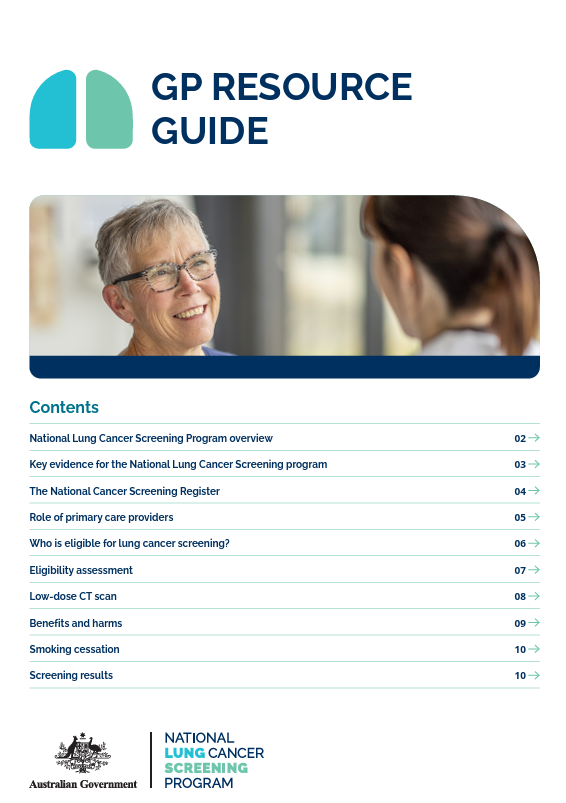 GP RESOURCE
GUIDE
Contents
National Lung Cancer Screening Program overview 02
Key evidence for the National Lung Cancer Screening program 03
The National Cancer Screening Register 04
Role of primary care providers 05
Who is eligible for lung cancer screening? 06
Eligibility assessment 07
Low-dose CT scan 08
Benefits and harms 09
Smoking cessation 10
Screening results 10
Australian Government
NATIONAL
LUNG CANCER
SCREENING
PROGRAM